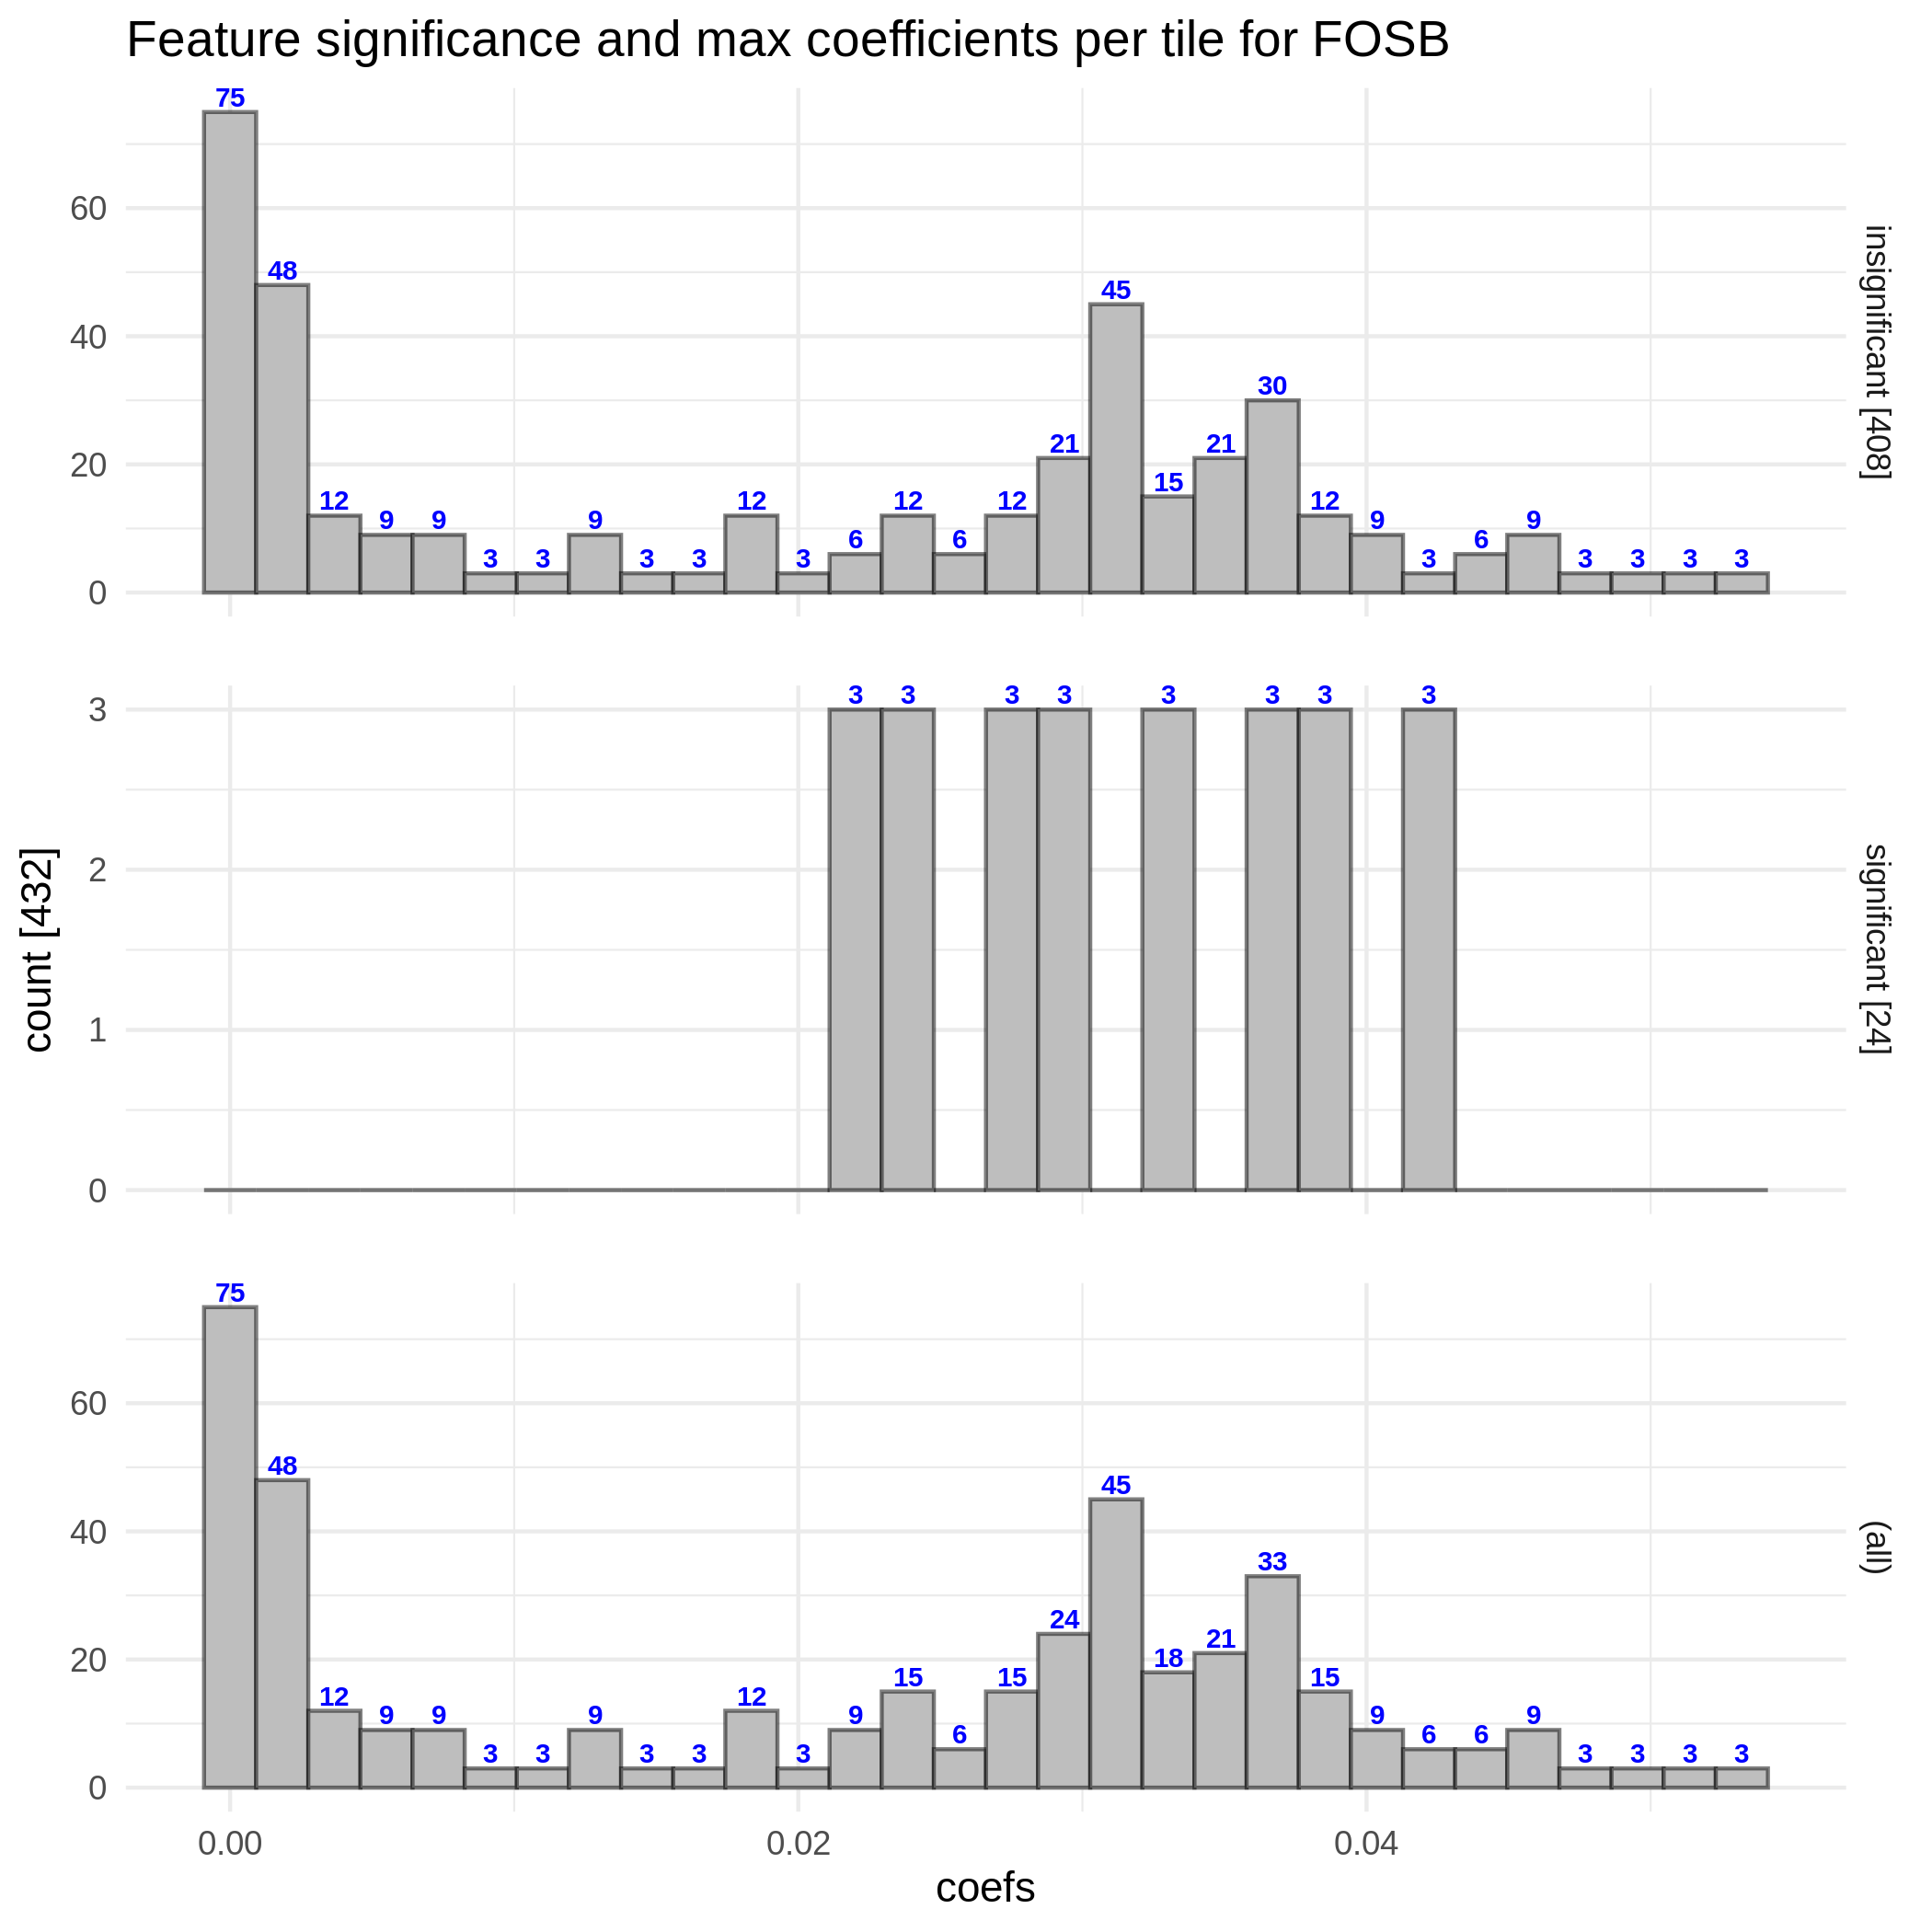 Feature significance and max coefficients per tile for FOSB
75
48
12 9 9 3 3 9 3 3 12 3 6 12 6 12 21 45 15 21 30 12 9 3 6 9 3 3 3 3
60
40
20
0
insignificant [408]
3 3 3 3 3 3 3 3
3
2
1
0
significant [24]
count [432]
75
48
12 9 9 3 3 9 3 3 12 3 9 15 6 15 24 45 18 21 33 15 9 6 6 9 3 3 3 3
60
40
20
0
(all)
0.00 0.02 0.04
coefs